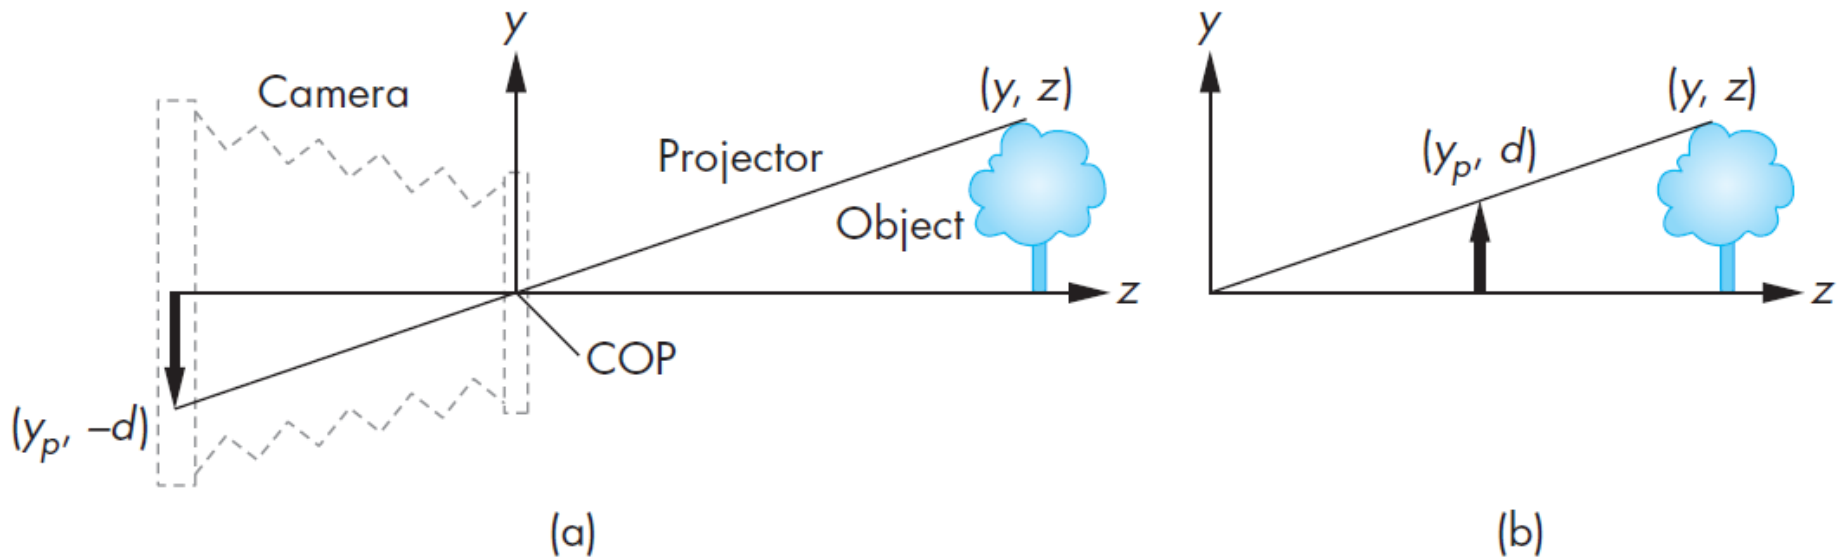 y
Camera
(y, z)
Projector
Object
z
COP
(yp, –d)
(a)
y
(y, z)
(yp, d)
z
(b)